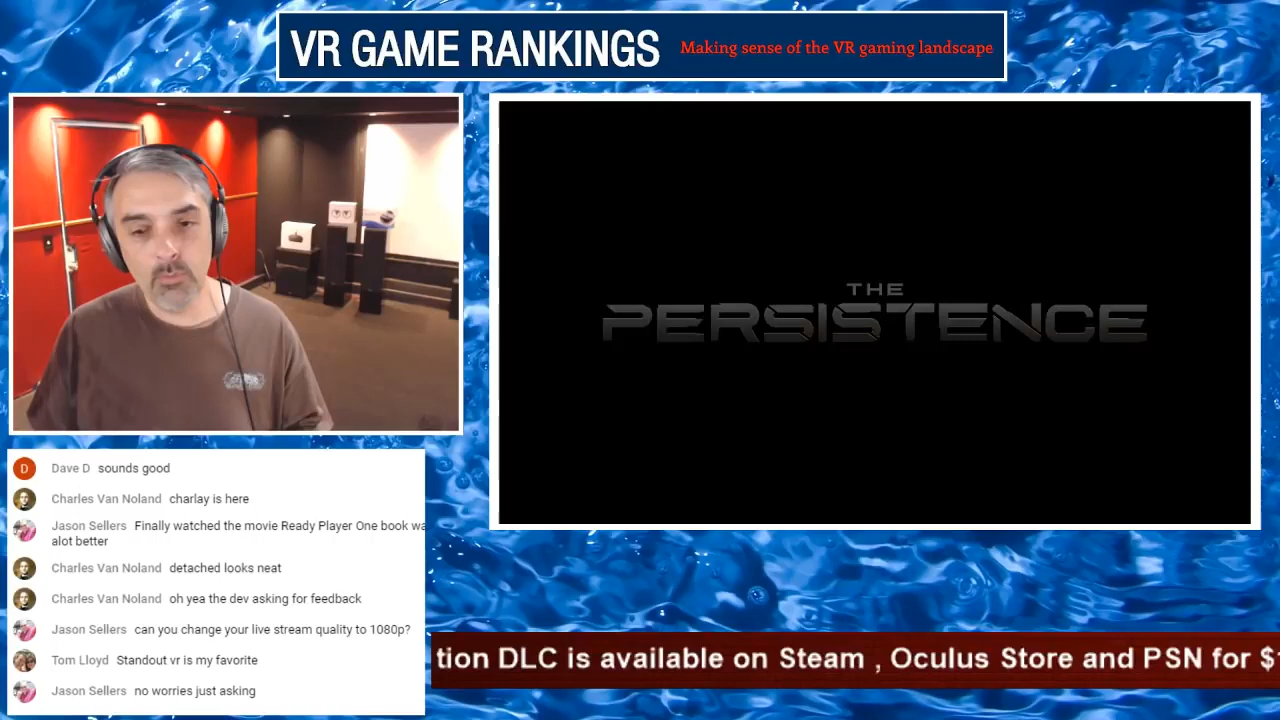 VR GAME RANKINGS
Making sense of the VR gaming landscape
THE
PERSISTENCE
D
Dave D sounds good
Charles Van Noland charlay is here
Jason Sellers Finally watched the movie Ready Player One book wa
alot better
Charles Van Noland detached looks neat
Charles Van Noland oh yea the dev asking for feedback
Jason Sellers can you change your live stream quality to 1080p?
Tom Lloyd Standout vr is my favorite
Jason Sellers no worries just asking
tion DLC is available on Steam , Oculus Store and PSN for $